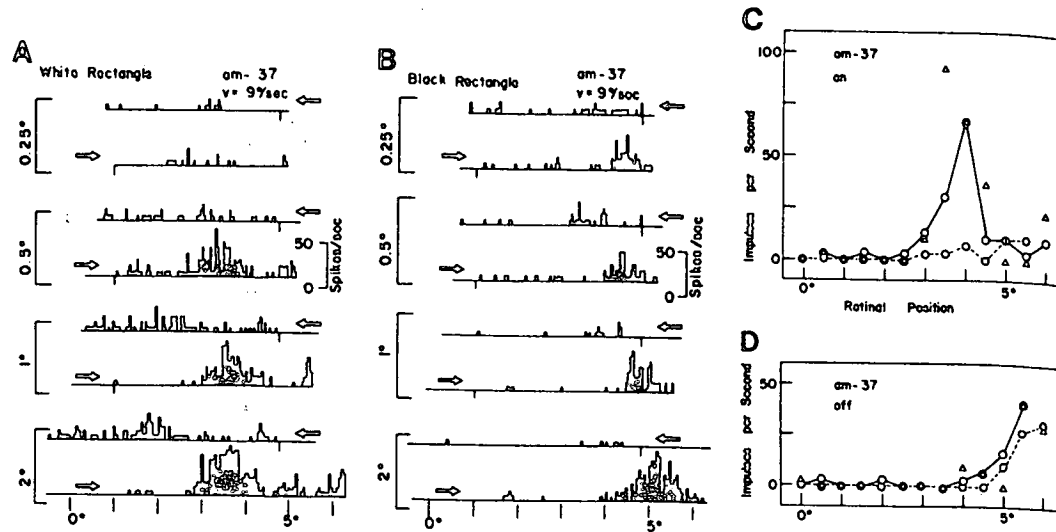 A
White Rectangle
am-37
v= 9°/sec
0.25°
0.5°
50
0
Spikes/sec
1°
2°
0°
5°
B
Black Rectangle
am-37
v= 9°/sec
0.25°
0.5°
50
0
Spikes/sec
1°
2°
0°
5°
C
am-37
on
100
50
0
Impulses per Second
0°
5°
Retinal Position
D
am-37
off
50
0
Impulses per Second
0°
5°